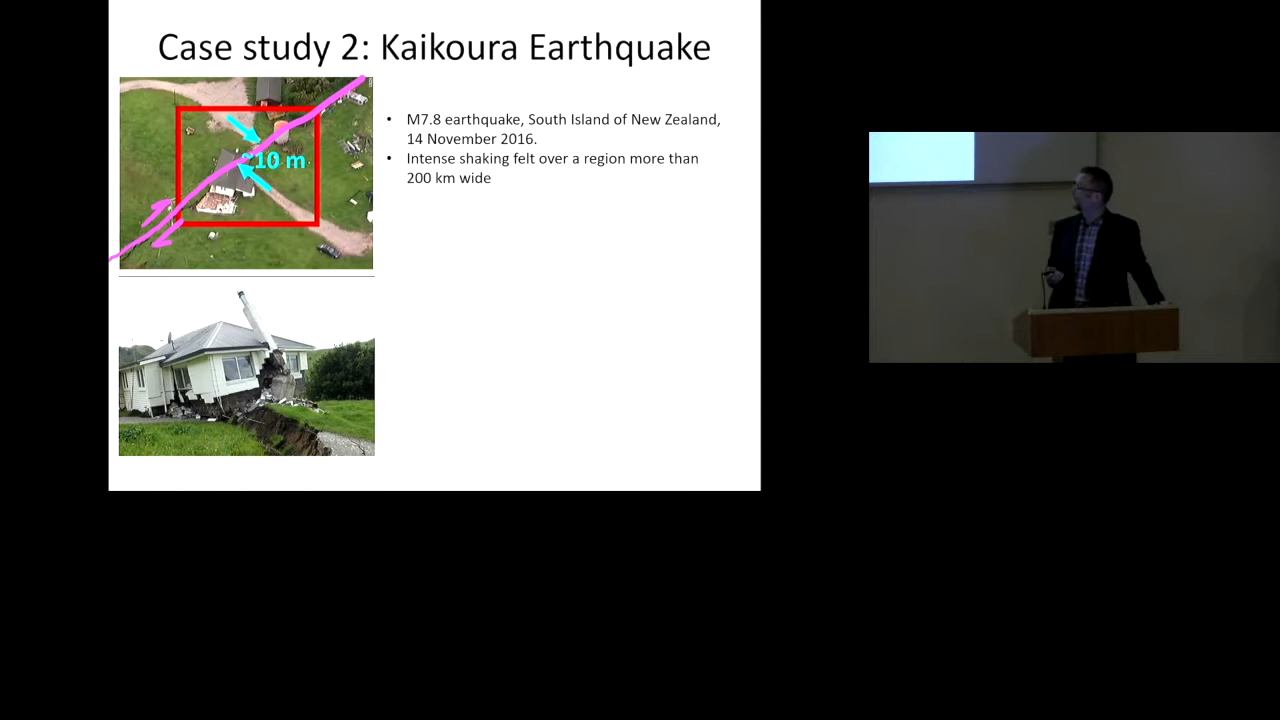 Case study 2: Kaikoura Earthquake
~10 m
• M7.8 earthquake, South Island of New Zealand,
14 November 2016.
• Intense shaking felt over a region more than
200 km wide